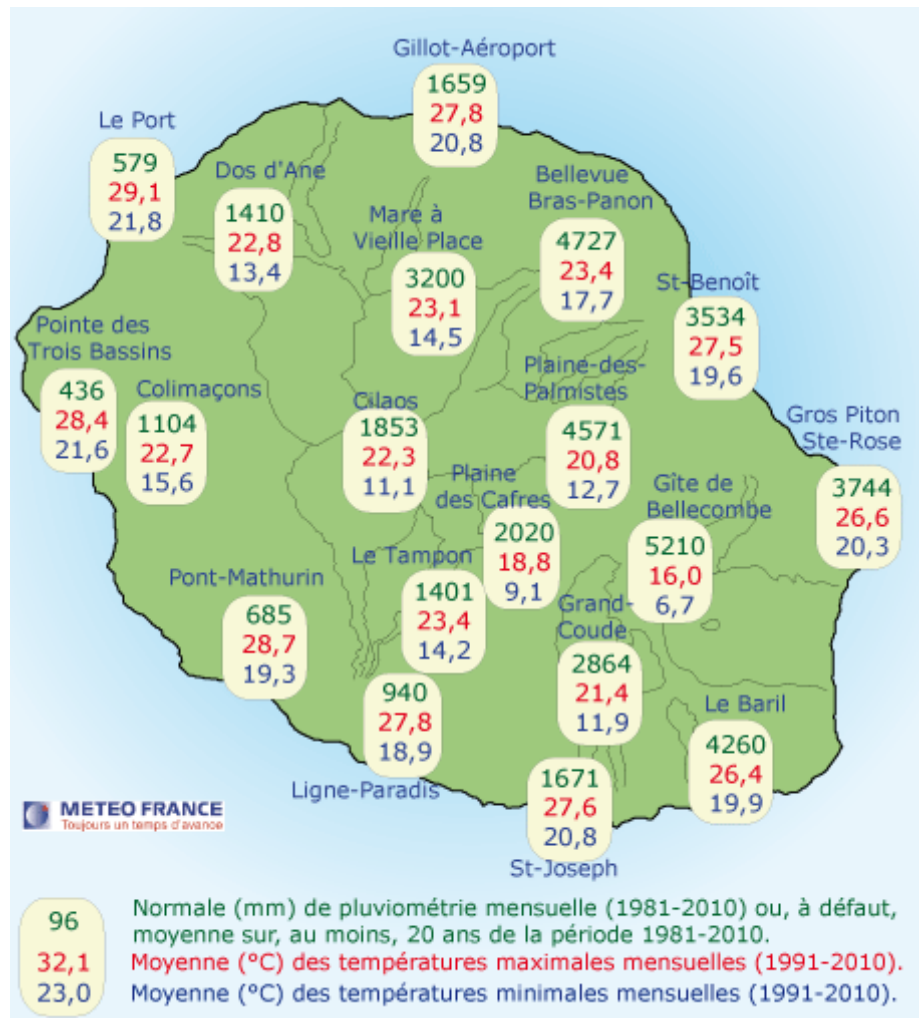 Gillot-Aéroport
1659
27,8
20,8
Le Port
579
29,1
21,8
Dos d'Ane
1410
22,8
13,4
Mare à
Vieille Place
3200
23,1
14,5
Bellevue
Bras-Panon
4727
23,4
17,7
St-Benoît
3534
27,5
19,6
Pointe des
Trois Bassins
436
28,4
21,6
Colimaçons
1104
22,7
15,6
Cilaos
1853
22,3
11,1
Plaine-des-
Palmistes
4571
20,8
12,7
Gros Piton
Ste-Rose
3744
26,6
20,3
Plaine
des Cafres
2020
18,8
9,1
Gîte de
Bellecombe
5210
16,0
6,7
Le Tampon
1401
23,4
14,2
Pont-Mathurin
685
28,7
19,3
Grand-
Coude
2864
21,4
11,9
940
27,8
18,9
Ligne-Paradis
Le Baril
4260
26,4
19,9
1671
27,6
20,8
St-Joseph
METEO FRANCE
Toujours un temps d'avance
96
32,1
23,0
Normale (mm) de pluviométrie mensuelle (1981-2010) ou, à défaut,
moyenne sur, au moins, 20 ans de la période 1981-2010.
Moyenne (°C) des températures maximales mensuelles (1991-2010).
Moyenne (°C) des températures minimales mensuelles (1991-2010).